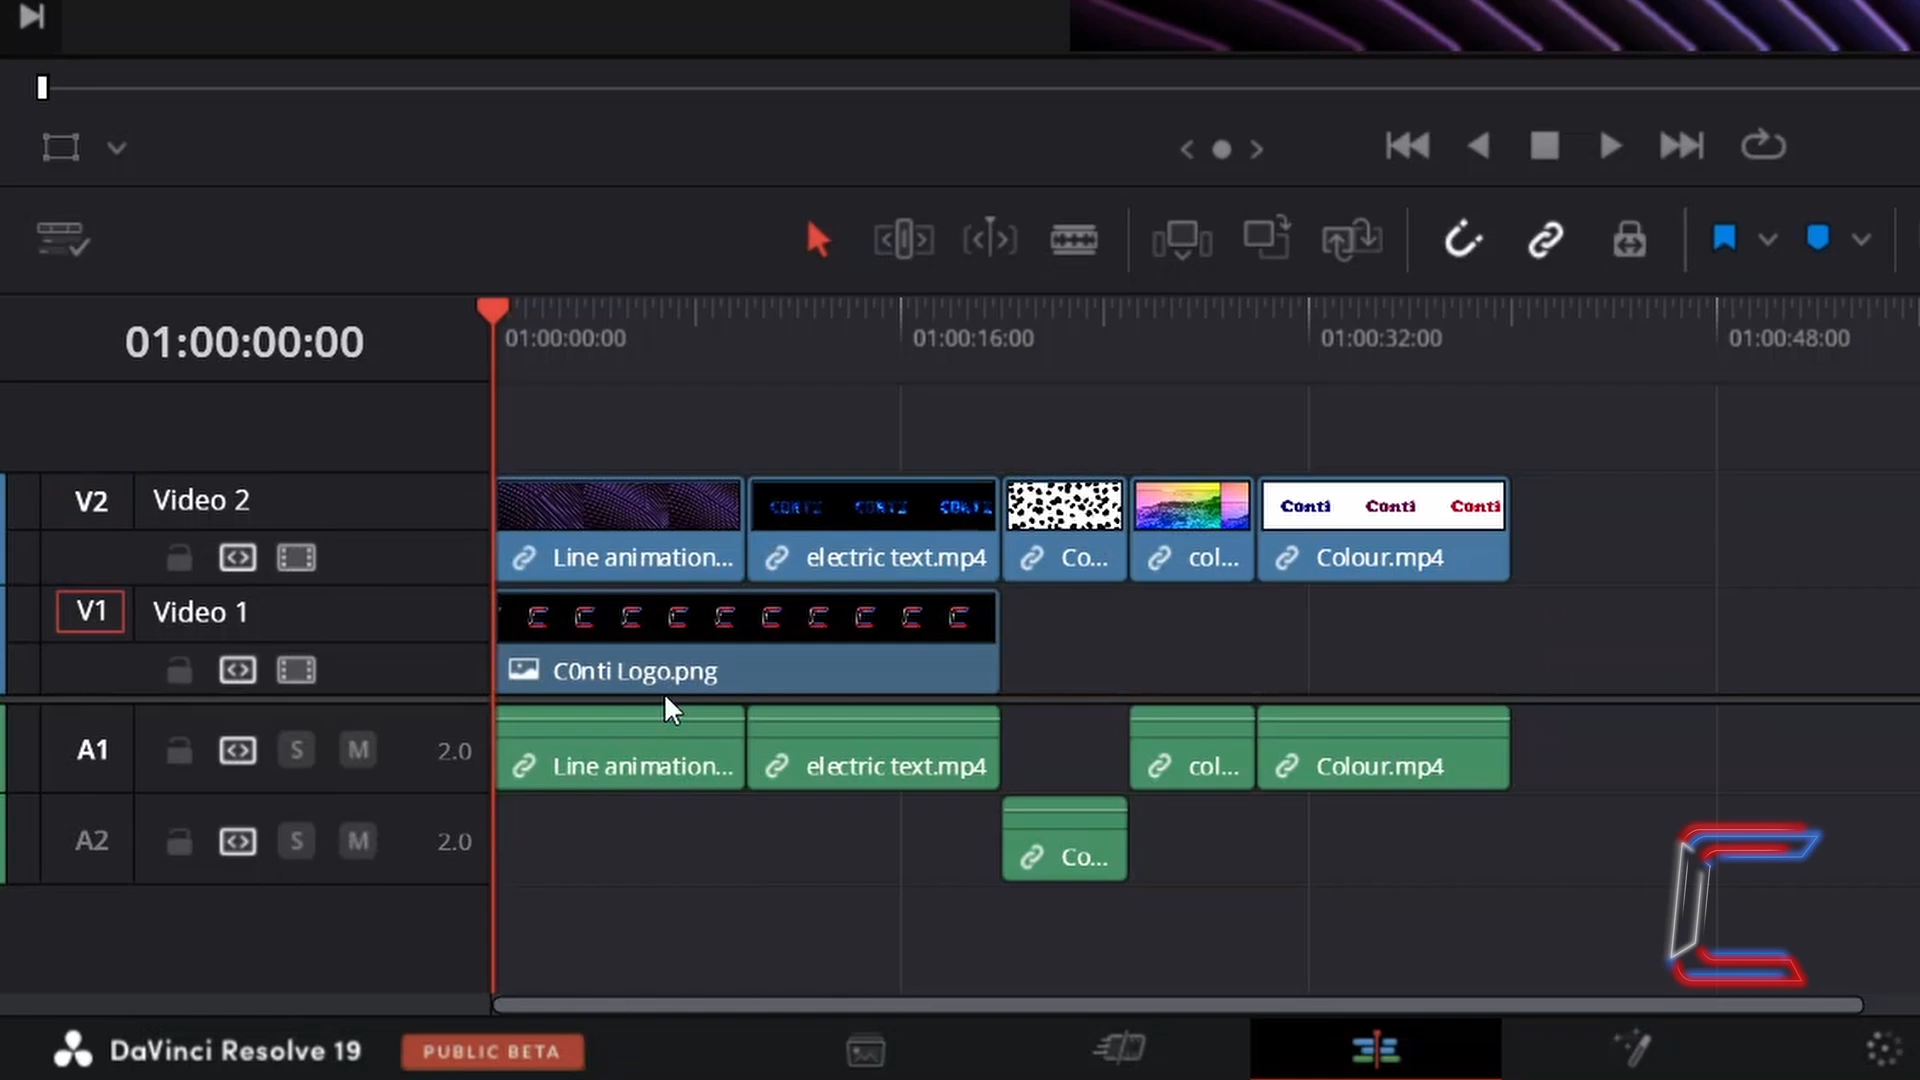 01:00:00:00
01:00:00:00 01:00:16:00 01:00:32:00 01:00:48:00
V2 Video 2
CONTI CONTI CONTI
Conti Conti Conti
Line animation... electric text.mp4 Co... col... Colour.mp4
V1 Video 1
C0nti Logo.png
A1 S M 2.0
Line animation... electric text.mp4 col... Colour.mp4
A2 S M 2.0
Co...
DaVinci Resolve 19 PUBLIC BETA